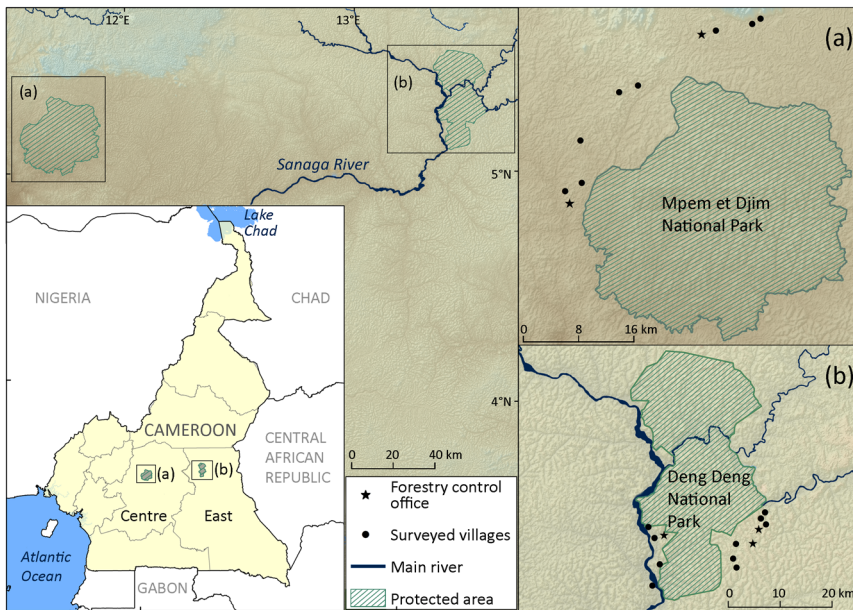 12°E
13°E
(a)
(b)
Sanaga River
5°N
4°N
0
20
40 km
Lake
Chad
NIGERIA
CHAD
CAMEROON
CENTRAL
AFRICAN
REPUBLIC
(a)
(b)
Centre
East
Atlantic
Ocean
GABON
Forestry control
office
Surveyed villages
Main river
Protected area
(a)
Mpem et Djim
National Park
0
8
16 km
(b)
Deng Deng
National
Park
0
10
20 km